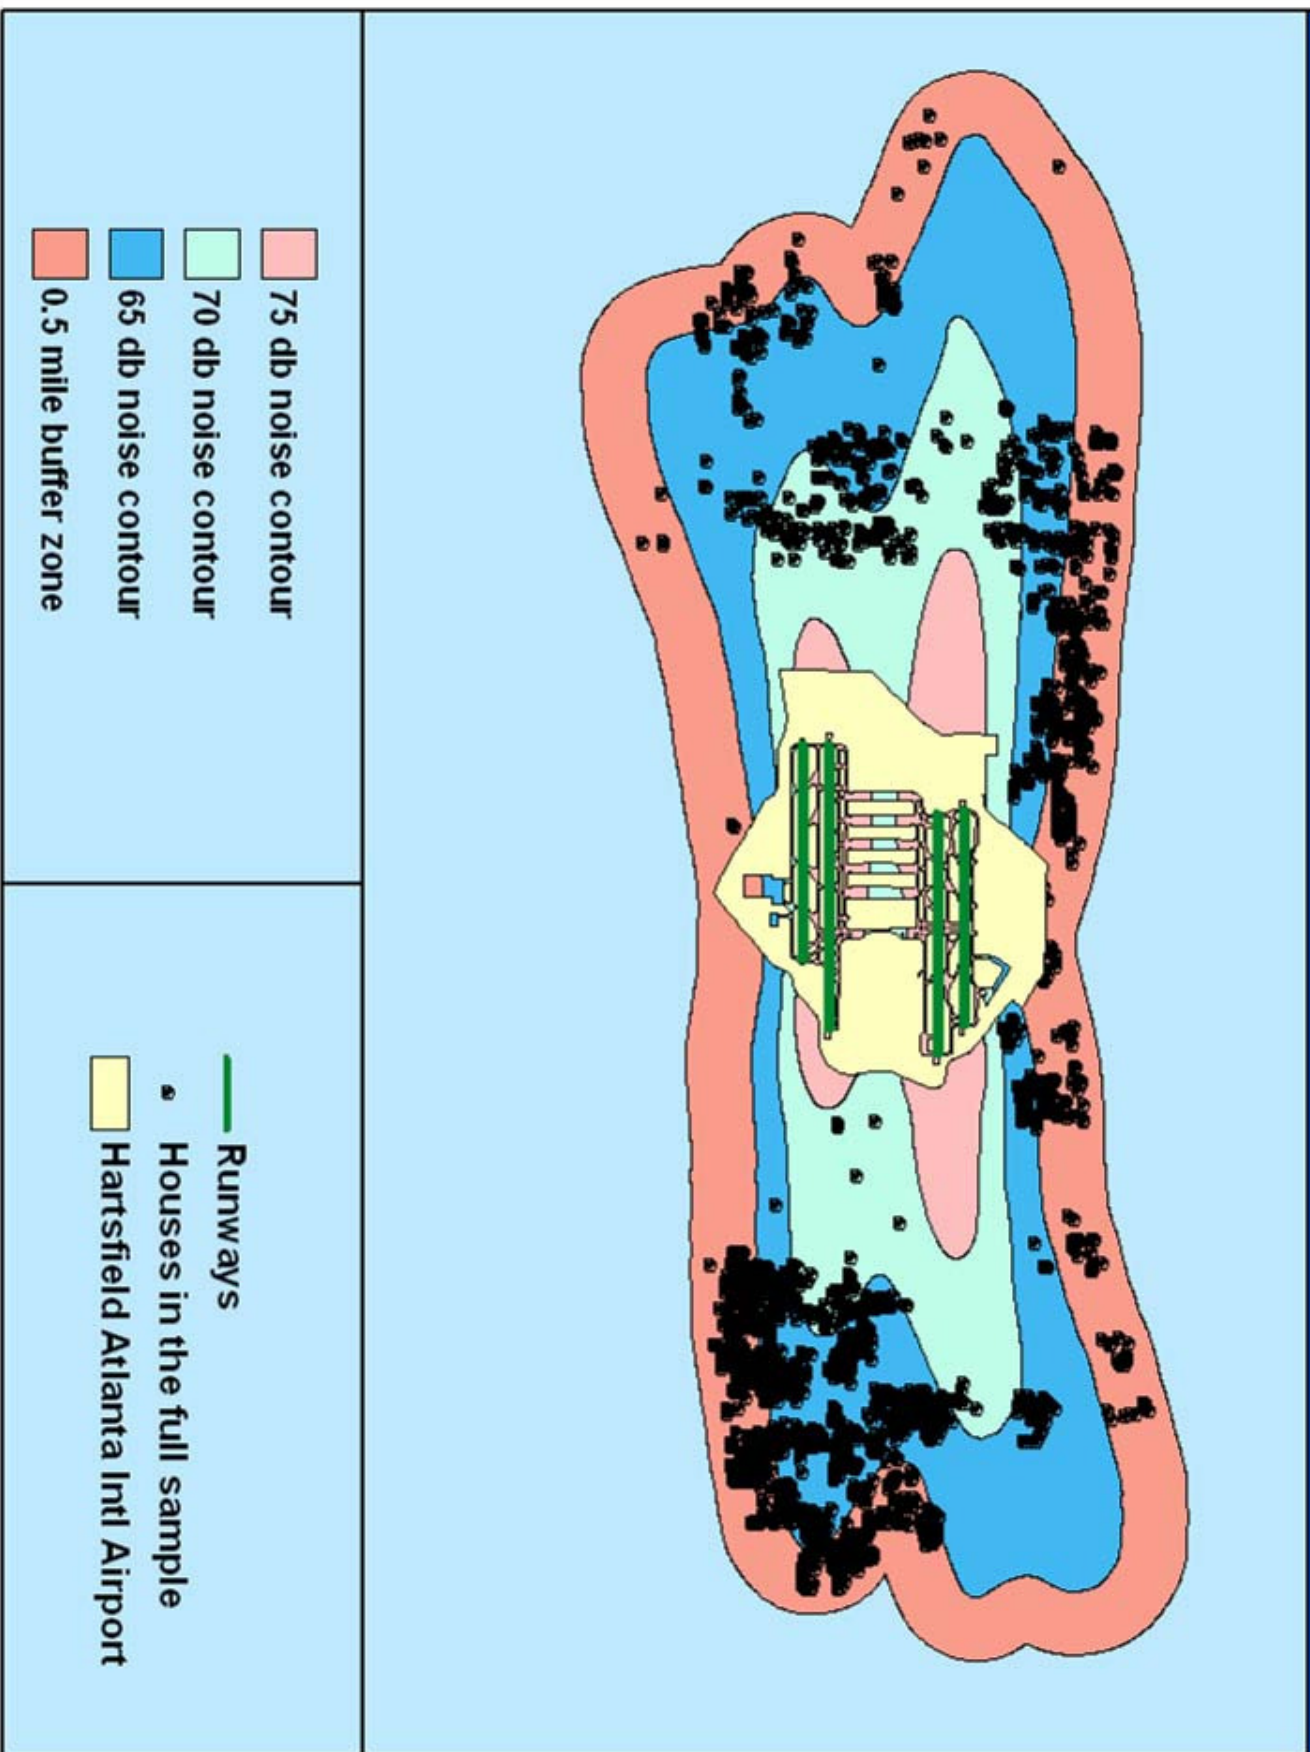 75 db noise contour
70 db noise contour
65 db noise contour
0.5 mile buffer zone
Runways
Houses in the full sample
Hartsfield Atlanta Intl Airport